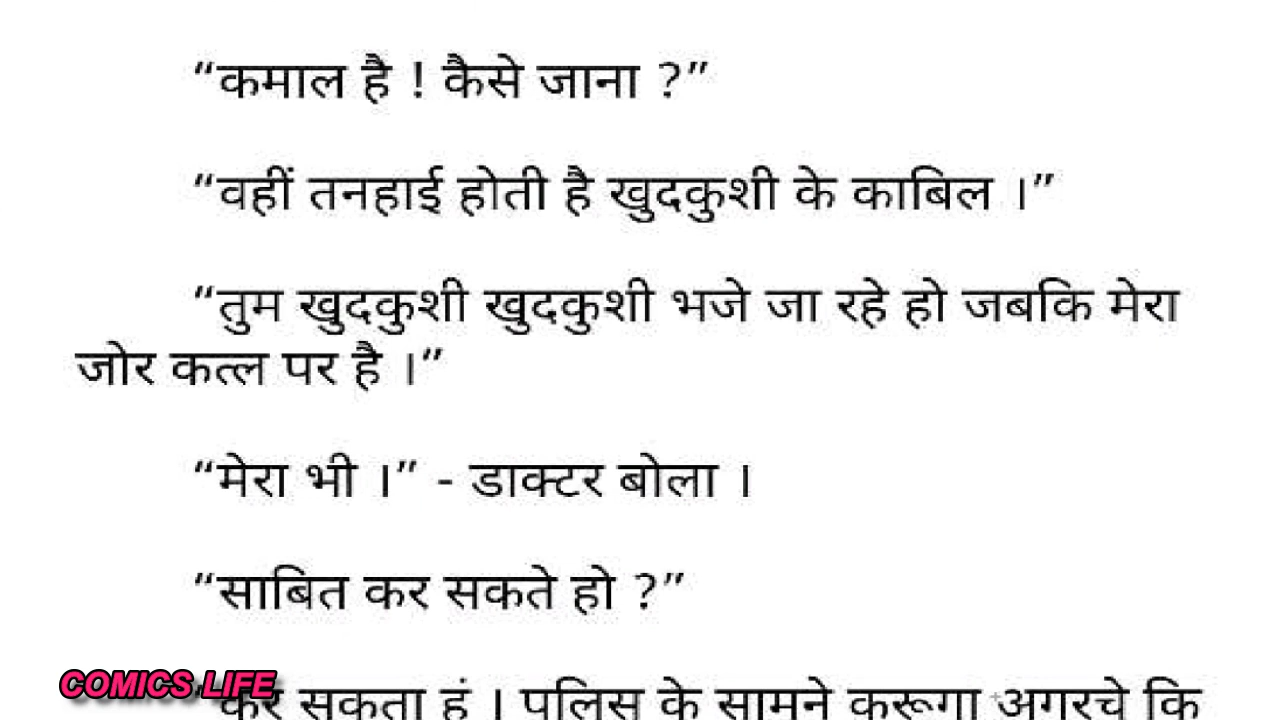 “कमाल है ! कैसे जाना ?”
“वहीं तनहाई होती है खुदकुशी के काबिल ।”
“तुम खुदकुशी खुदकुशी भजे जा रहे हो जबकि मेरा
जोर कत्ल पर है ।”
“मेरा भी ।” - डाक्टर बोला ।
“साबित कर सकते हो ?”
“कर सकता हूं । पुलिस के सामने करूंगा अगरचे कि
COMICS LIFE